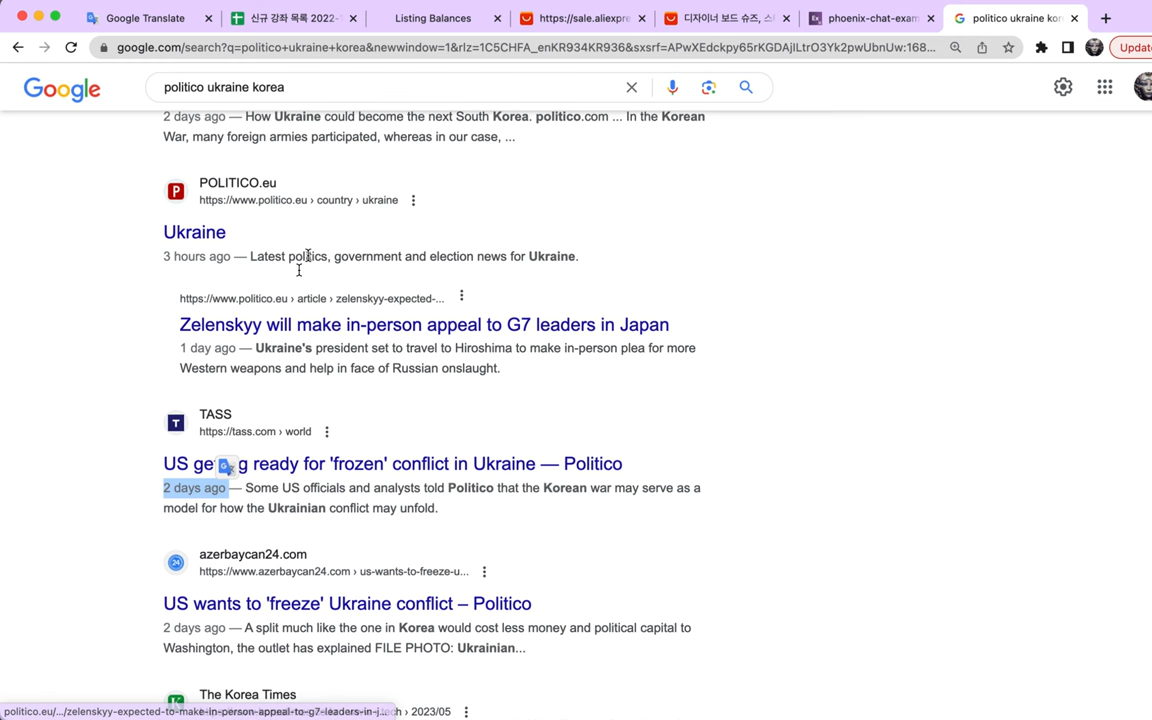 Google Translate
신규 강좌 목록 2022-
Listing Balances
https://sale.aliexpre
디자이너 보드 슈즈, 스
phoenix-chat-exam
politico ukraine kor
google.com/search?q=politico+ukraine+korea&newwindow=1&rlz=1C5CHFA_enKR934KR936&sxsrf=APwXEdckpy65rKGDAjILtrO3Yk2pwUbnUw:168...
Update
Google
politico ukraine korea
2 days ago — How Ukraine could become the next South Korea. politico.com ... In the Korean
War, many foreign armies participated, whereas in our case, ...
P
POLITICO.eu
https://www.politico.eu › country › ukraine
Ukraine
3 hours ago — Latest politics, government and election news for Ukraine.
https://www.politico.eu › article › zelenskyy-expected-...
Zelenskyy will make in-person appeal to G7 leaders in Japan
1 day ago — Ukraine's president set to travel to Hiroshima to make in-person plea for more
Western weapons and help in face of Russian onslaught.
T
TASS
https://tass.com › world
US ge g ready for 'frozen' conflict in Ukraine — Politico
2 days ago — Some US officials and analysts told Politico that the Korean war may serve as a
model for how the Ukrainian conflict may unfold.
24
azerbaycan24.com
https://www.azerbaycan24.com › us-wants-to-freeze-u...
US wants to 'freeze' Ukraine conflict – Politico
2 days ago — A split much like the one in Korea would cost less money and political capital to
Washington, the outlet has explained FILE PHOTO: Ukrainian...
The Korea Times
politico.eu/.../zelenskyy-expected-to-make-in-person-appeal-to-g7-leaders-in-j... ch › 2023/05